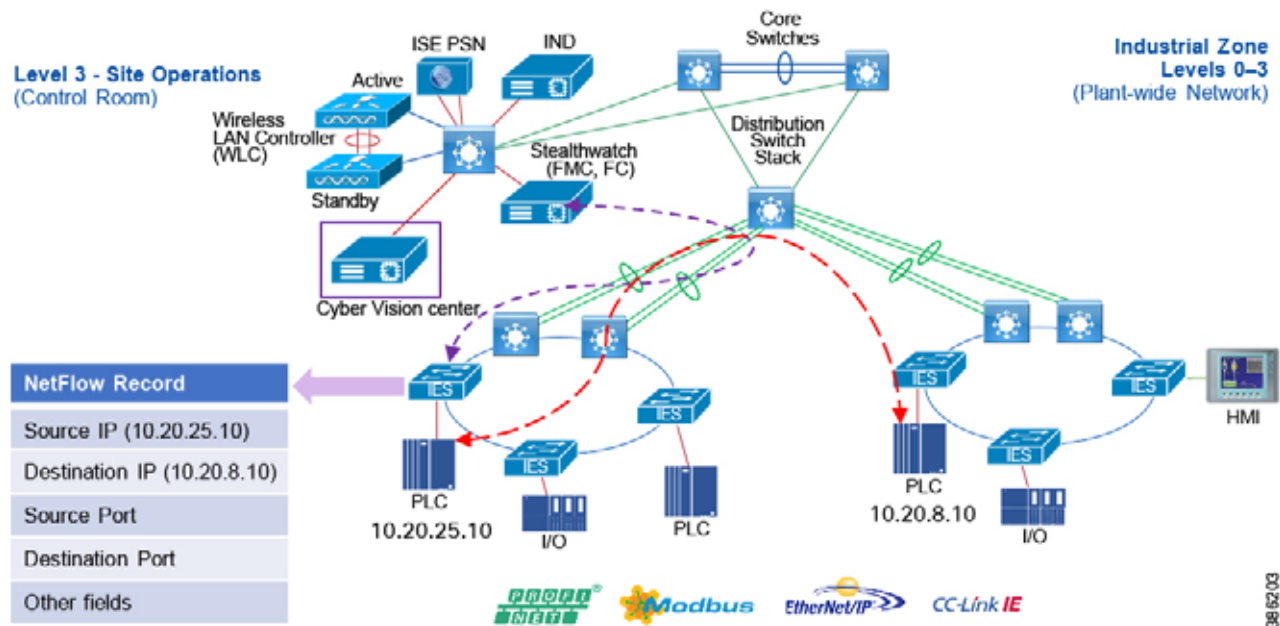 Level 3 - Site Operations
(Control Room)
ISE PSN
IND
Core
Switches
Industrial Zone
Levels 0–3
(Plant-wide Network)
Active
Wireless
LAN Controller
(WLC)
Standby
Stealthwatch
(FMC, FC)
Distribution
Switch
Stack
Cyber Vision center
NetFlow Record
Source IP (10.20.25.10)
Destination IP (10.20.8.10)
Source Port
Destination Port
Other fields
IES
IES
IES
PLC
10.20.25.10
I/O
PLC
IES
IES
IES
HMI
PLC
10.20.8.10
I/O
PROFI
NET
Modbus
EtherNet/IP
CC-Link IE
386203